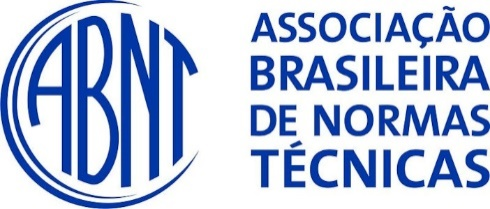 ABNT
ASSOCIAÇÃO
BRASILEIRA
DE NORMAS
TÉCNICAS